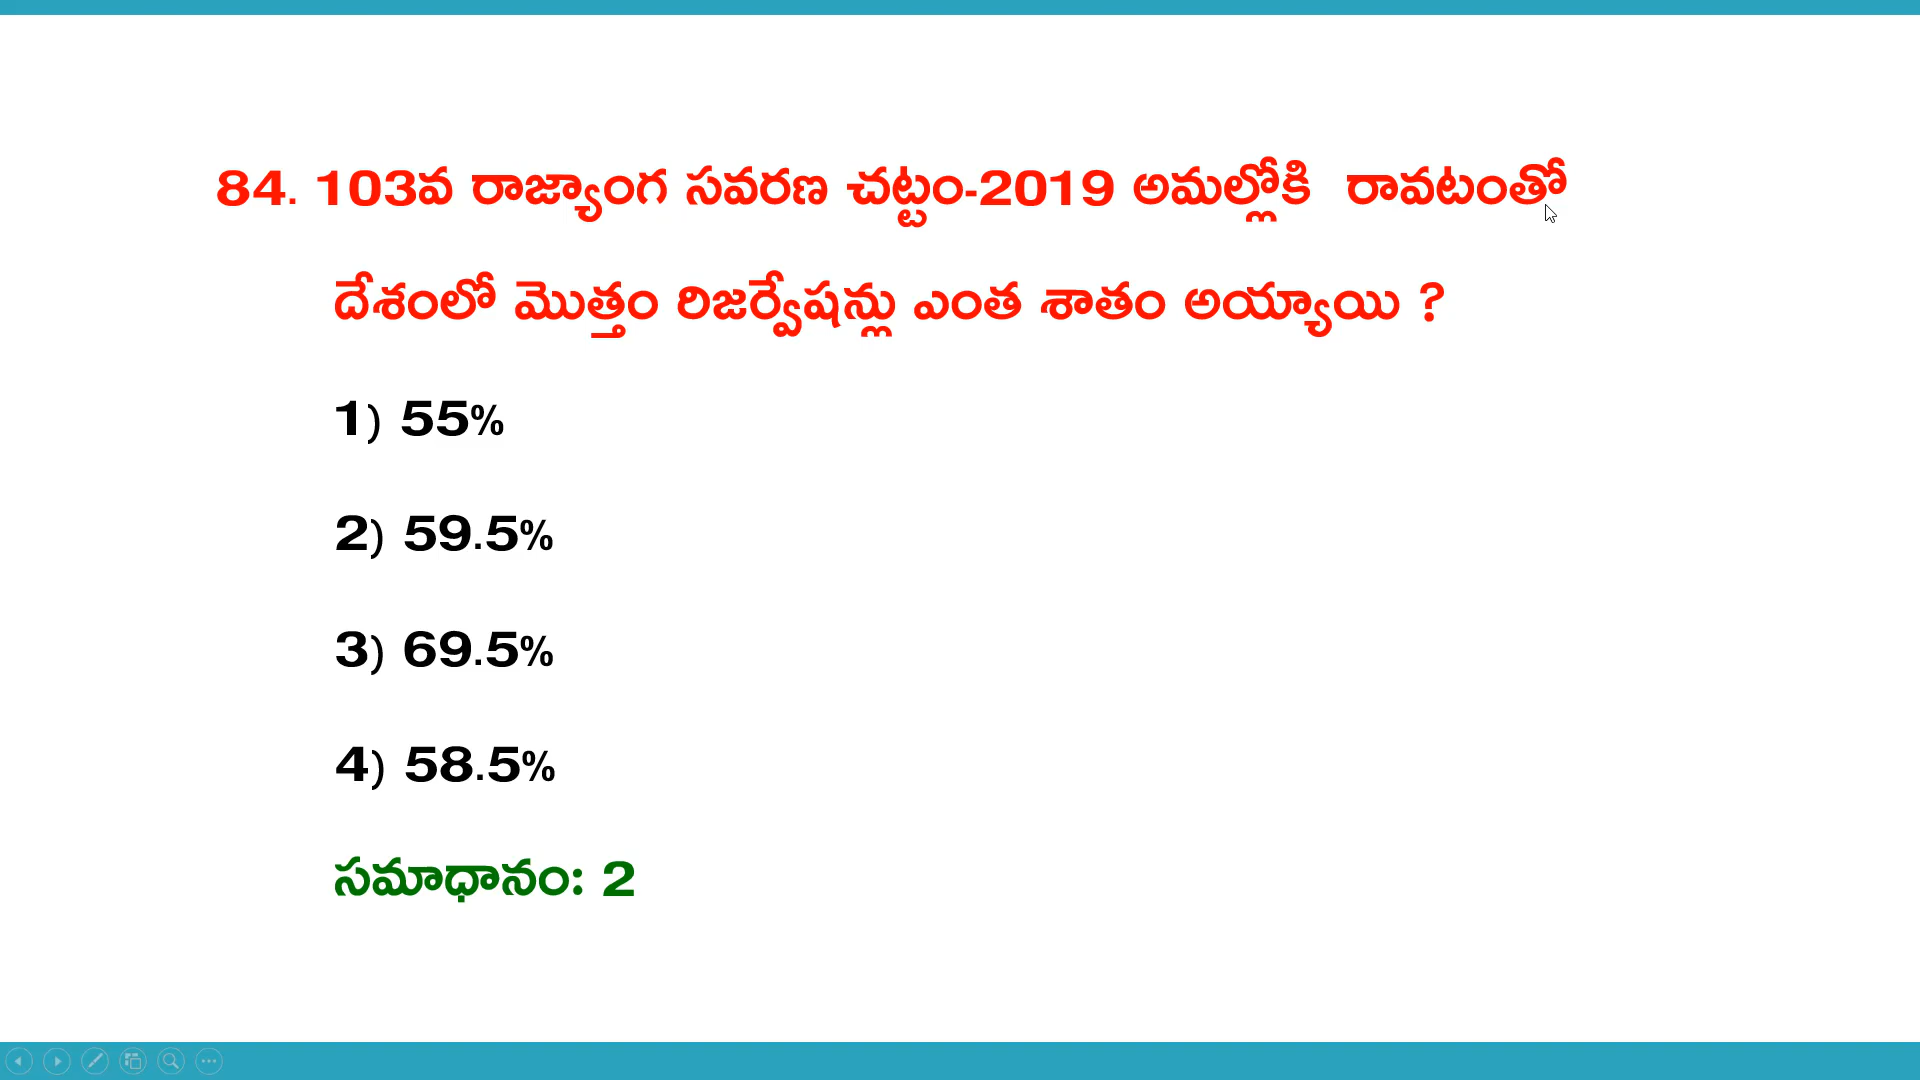 84. 103వ రాజ్యాంగ సవరణ చట్టం-2019 అమల్లోకి రావటంతో
దేశంలో మొత్తం రిజర్వేషన్లు ఎంత శాతం అయ్యాయి ?
1) 55%
2) 59.5%
3) 69.5%
4) 58.5%
సమాధానం: 2